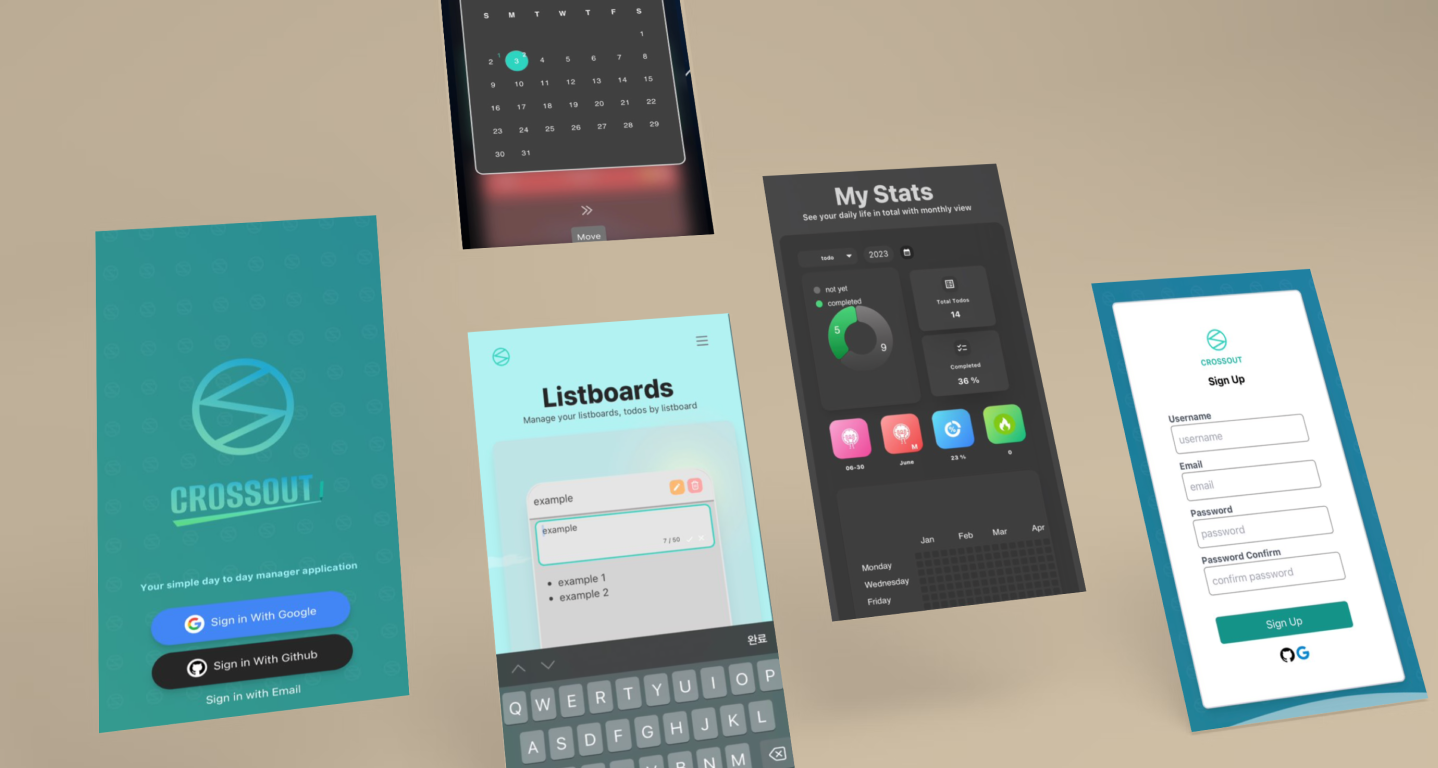 S M T W T F S
1
2 3 4 5 6 7 8
9 10 11 12 13 14 15
16 17 18 19 20 21 22
23 24 25 26 27 28 29
30 31
Move
CROSSOUT!
Your simple day to day manager application
Sign in With Google
Sign in With Github
Sign in with Email
Listboards
Manage your listboards, todos by listboard
example
example
7 / 50
• example 1
• example 2
완료
Q W E R T Y U I O P
A S D F G H J K L
B N M
My Stats
See your daily life in total with monthly view
todo 2023
not yet
completed
5
9
Total Todos
14
Completed
36 %
M
06-30 June 23 % 0
Jan Feb Mar Apr
Monday
Wednesday
Friday
CROSSOUT
Sign Up
Username
username
Email
email
Password
password
Password Confirm
confirm password
Sign Up